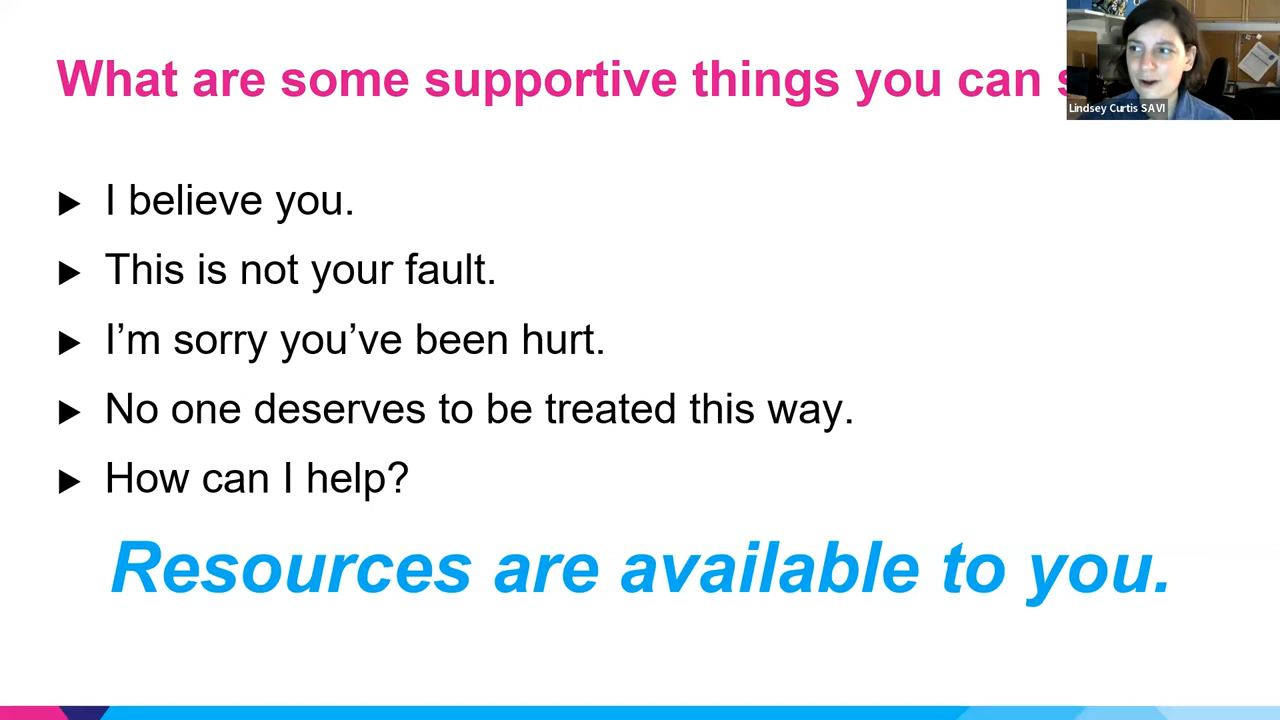 What are some supportive things you can
Lindsey Curtis SAVI
I believe you.
This is not your fault.
I’m sorry you’ve been hurt.
No one deserves to be treated this way.
How can I help?
Resources are available to you.